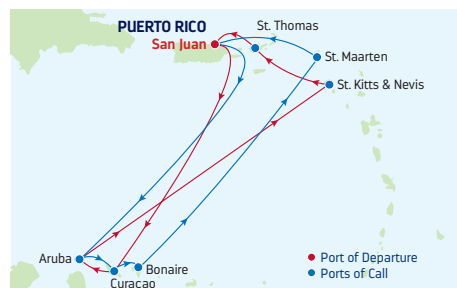 PUERTO RICO
San Juan
St. Thomas
St. Maarten
St. Kitts & Nevis
Aruba
Bonaire
Curacao
Port of Departure
Ports of Call